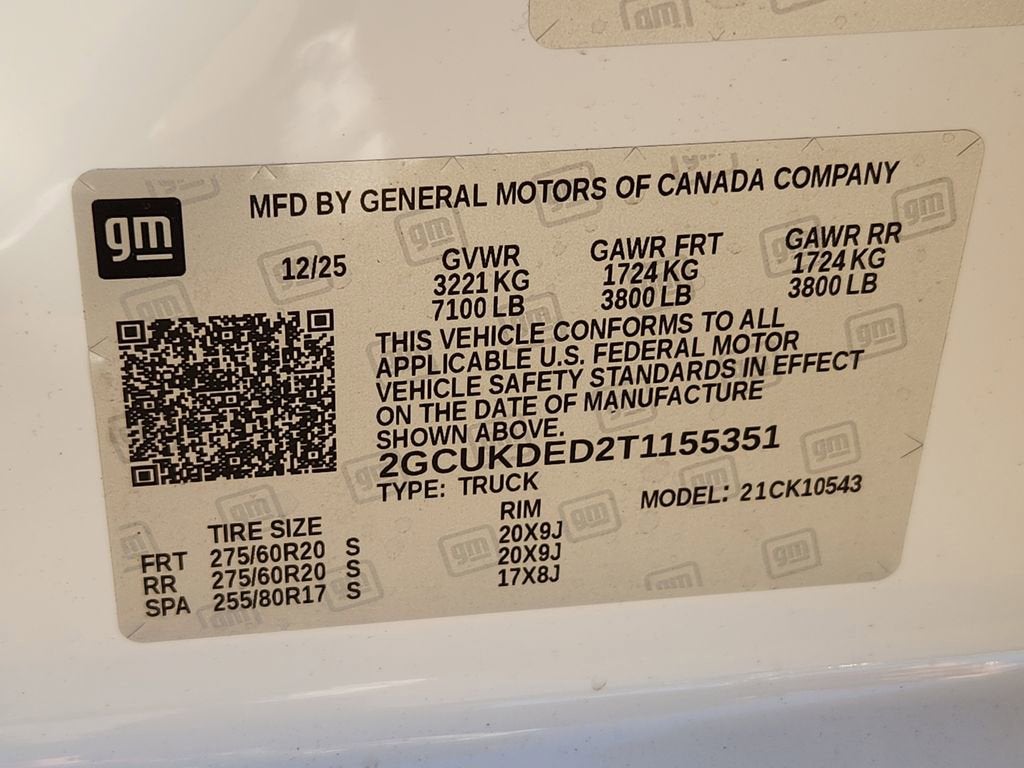 gm
MFD BY GENERAL MOTORS OF CANADA COMPANY
12/25
GVWR
3221 KG
7100 LB
GAWR FRT
1724 KG
3800 LB
GAWR RR
1724 KG
3800 LB
THIS VEHICLE CONFORMS TO ALL
APPLICABLE U.S. FEDERAL MOTOR
VEHICLE SAFETY STANDARDS IN EFFECT
ON THE DATE OF MANUFACTURE
SHOWN ABOVE.
2GCUKDED2T1155351
TYPE: TRUCK
MODEL: 21CK10543
TIRE SIZE RIM
FRT 275/60R20 S 20X9J
RR 275/60R20 S 20X9J
SPA 255/80R17 S 17X8J